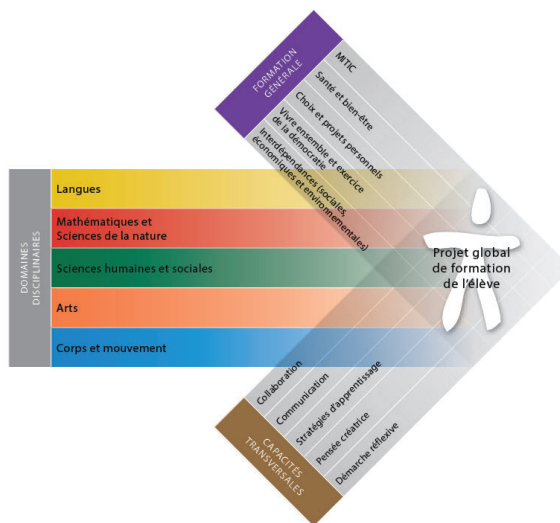 FORMATION
GÉNÉRALE
MITIC
Santé et bien-être
Choix et projets personnels
Vivre ensemble et exercice
de la démocratie
Interdépendances (sociales,
économiques et environnementales)
DOMAINES
DISCIPLINAIRES
Langues
Mathématiques et
Sciences de la nature
Sciences humaines et sociales
Arts
Corps et mouvement
Projet global
de formation
de l'élève
Collaboration
Communication
Stratégies d'apprentissage
Pensée créatrice
Démarche réflexive
CAPACITÉS
TRANSVERSALES